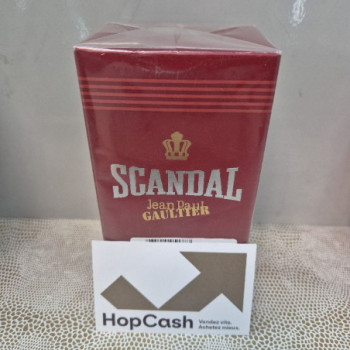 SCANDAL
Jean Paul
GAULTIER
HopCash
Vendez vite,
Achetez mieux.